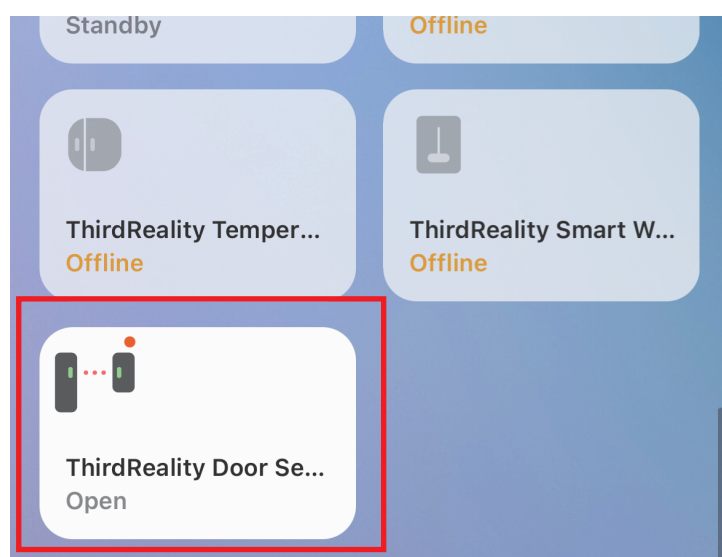 Standby
Offline
ThirdReality Temper...
Offline
ThirdReality Smart W...
Offline
ThirdReality Door Se...
Open